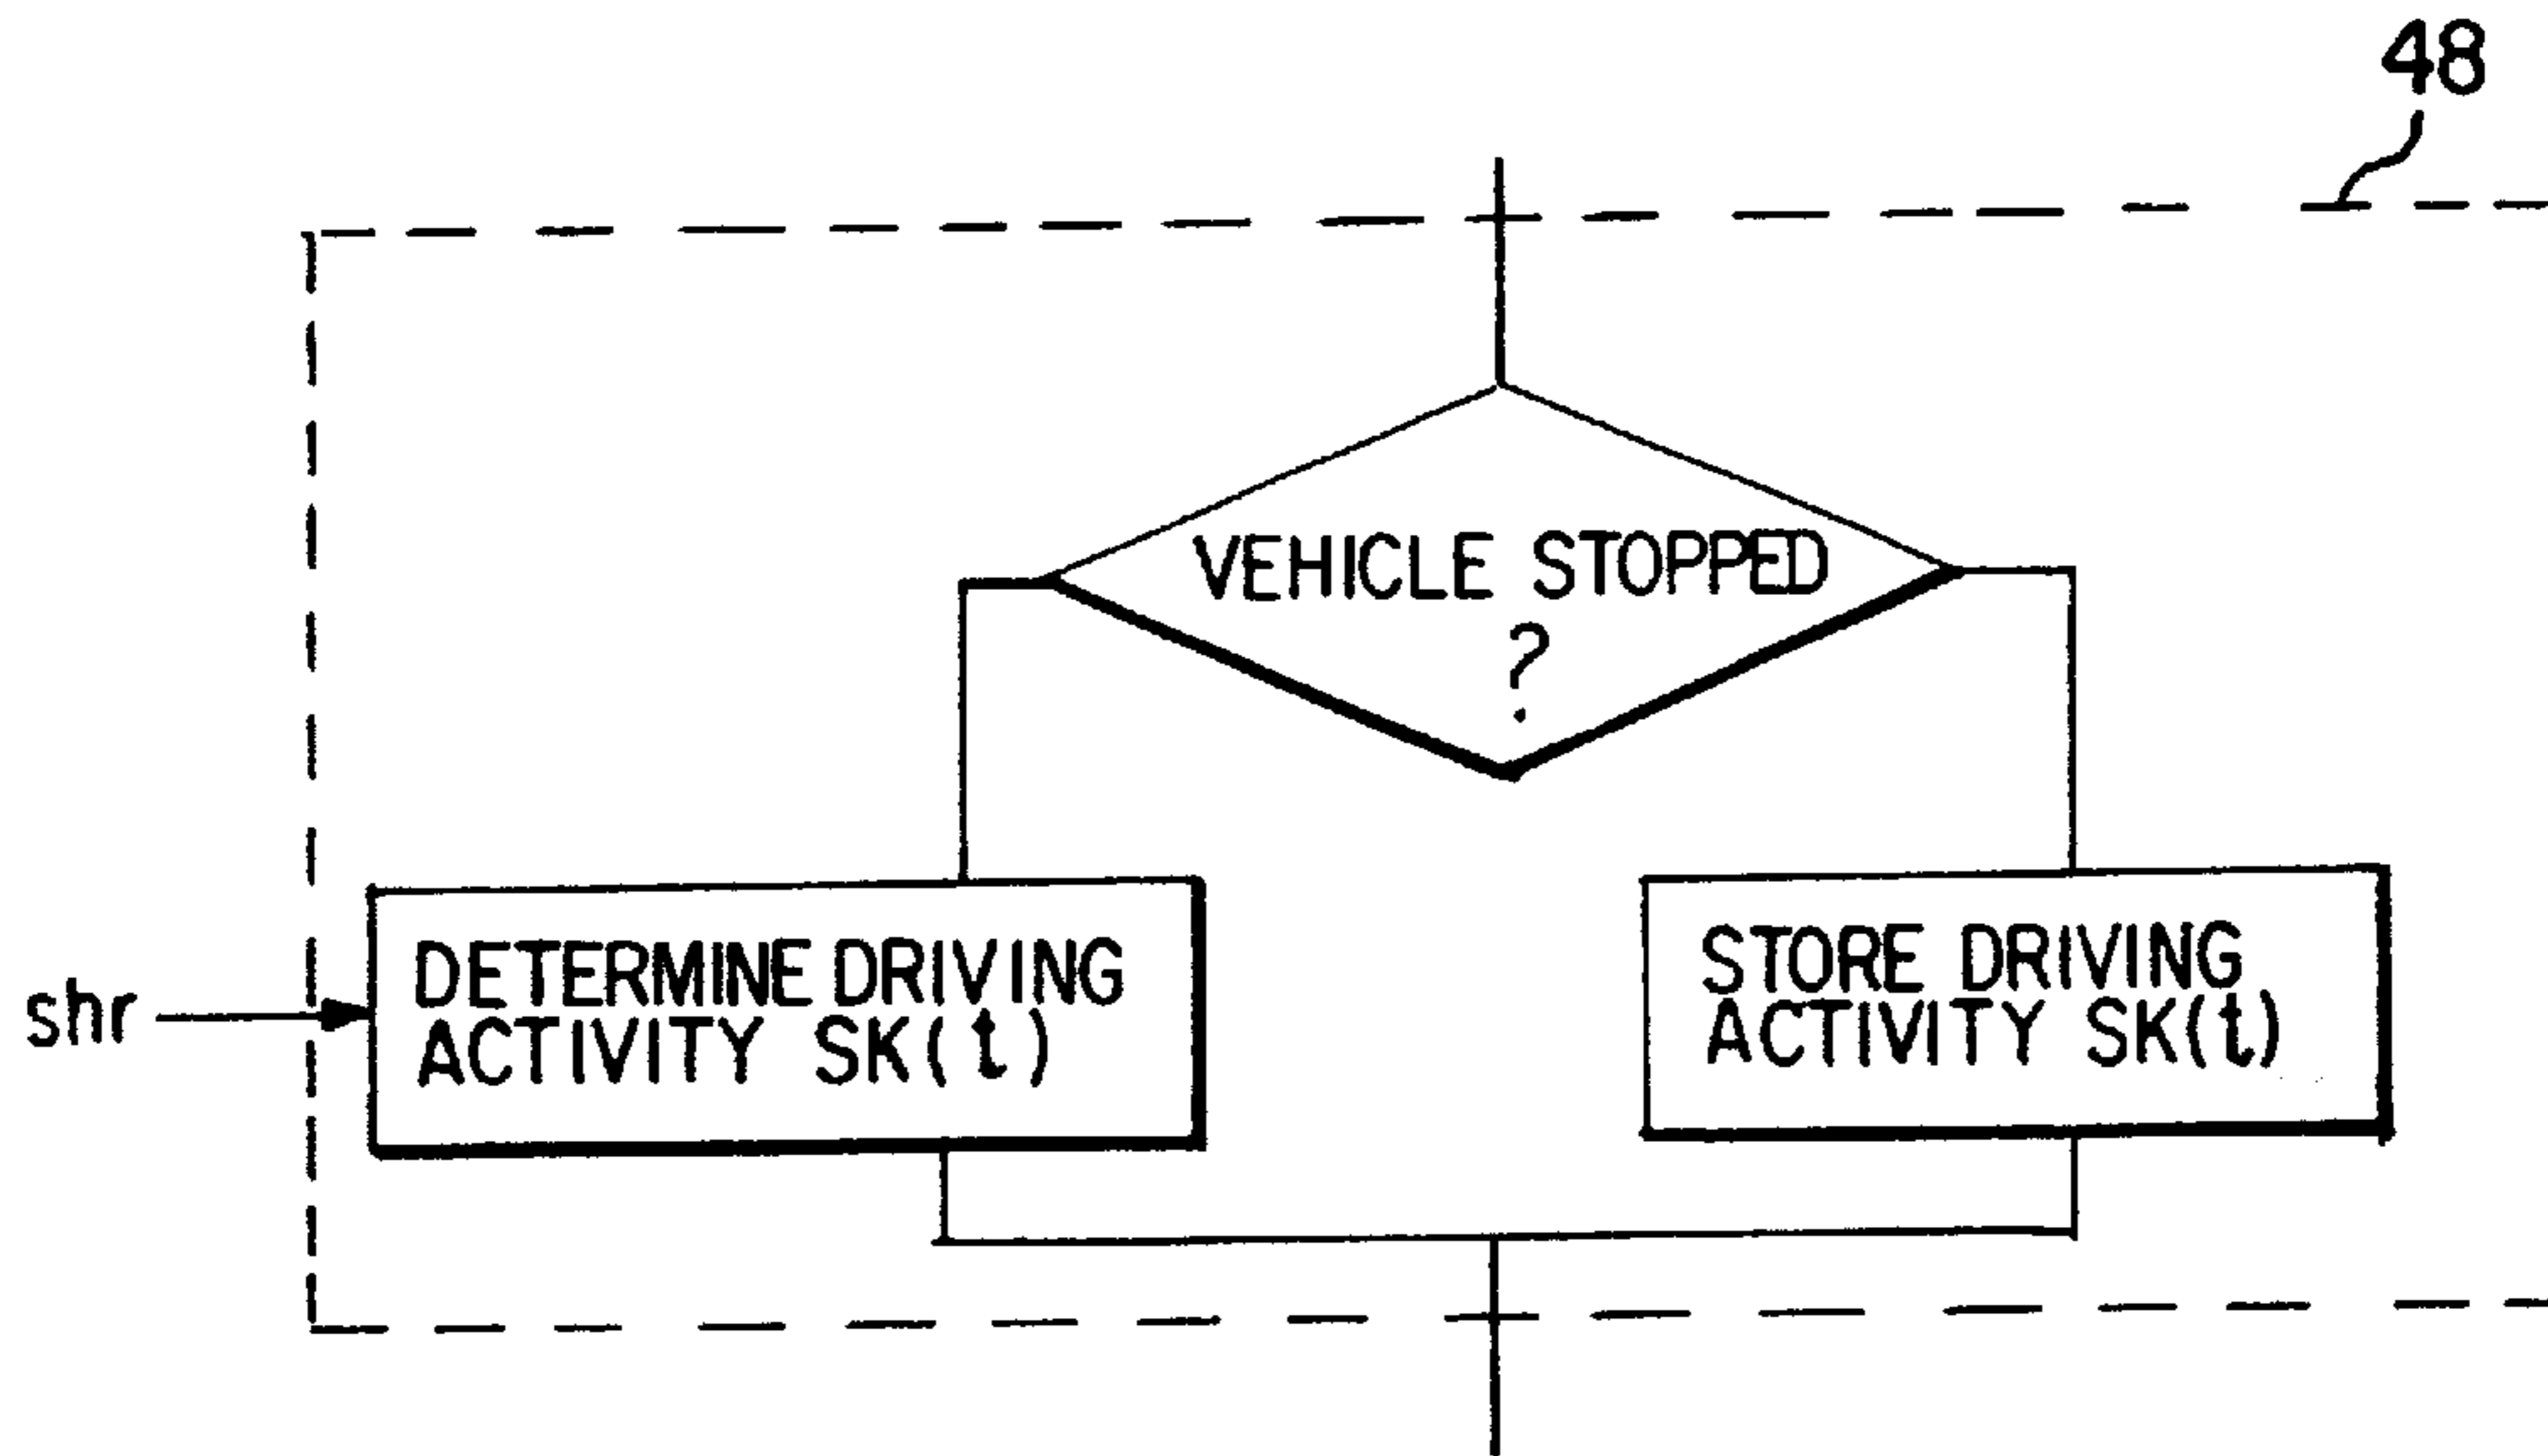 48
VEHICLE STOPPED
?
shr
DETERMINE DRIVING
ACTIVITY SK(t)
STORE DRIVING
ACTIVITY SK(t)